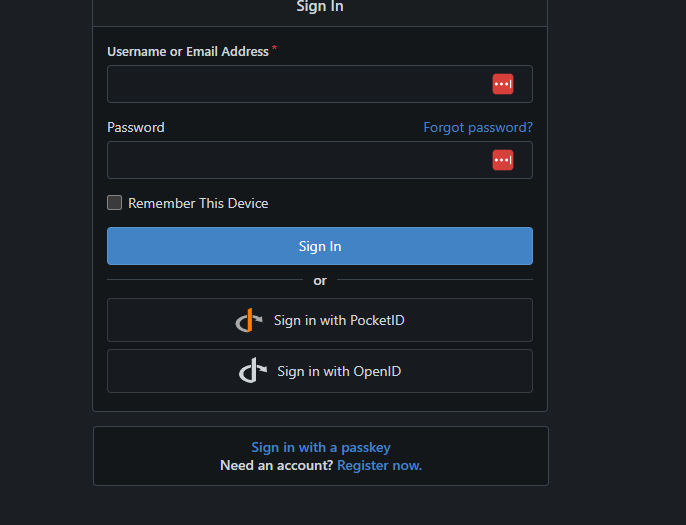 Sign In
Username or Email Address *
Password
Forgot password?
Remember This Device
Sign In
or
Sign in with PocketID
Sign in with OpenID
Sign in with a passkey
Need an account? Register now.